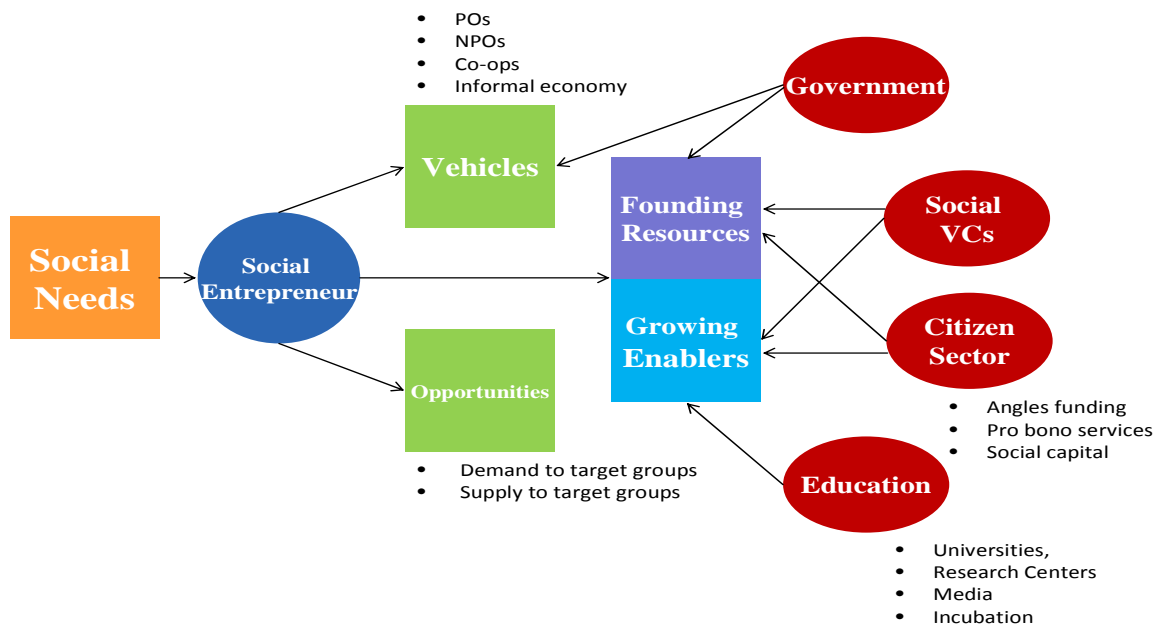 • POs
• NPOs
• Co-ops
• Informal economy
Government
Vehicles
Founding
Resources
Social
VCs
Social
Needs
Social
Entrepreneur
Growing
Enablers
Citizen
Sector
Opportunities
• Angles funding
• Pro bono services
• Social capital
• Demand to target groups
• Supply to target groups
Education
• Universities,
• Research Centers
• Media
• Incubation